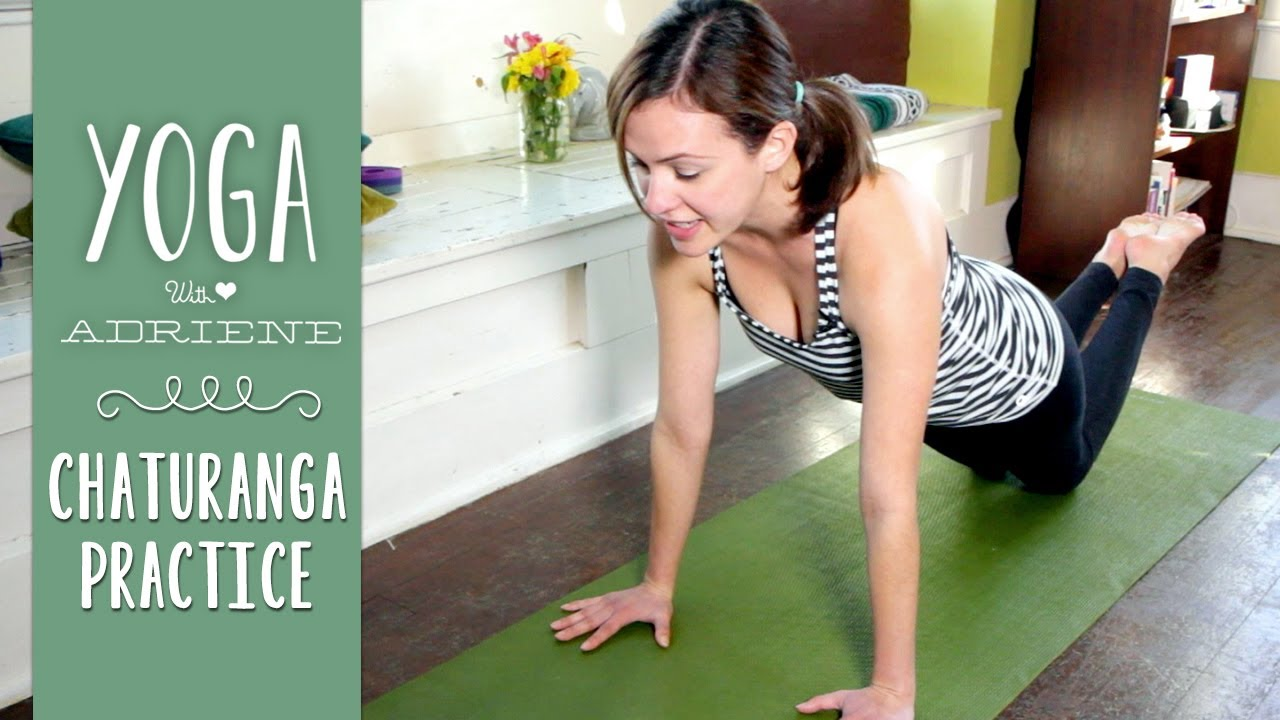 YOGA
With
ADRIENE
CHATURANGA
PRACTICE